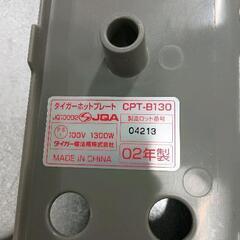 タイガーホットプレート CPT-B130
JQA 製造ロット番号
100V 1300W 04213
タイガー魔法瓶株式会社 02年製
MADE IN CHINA